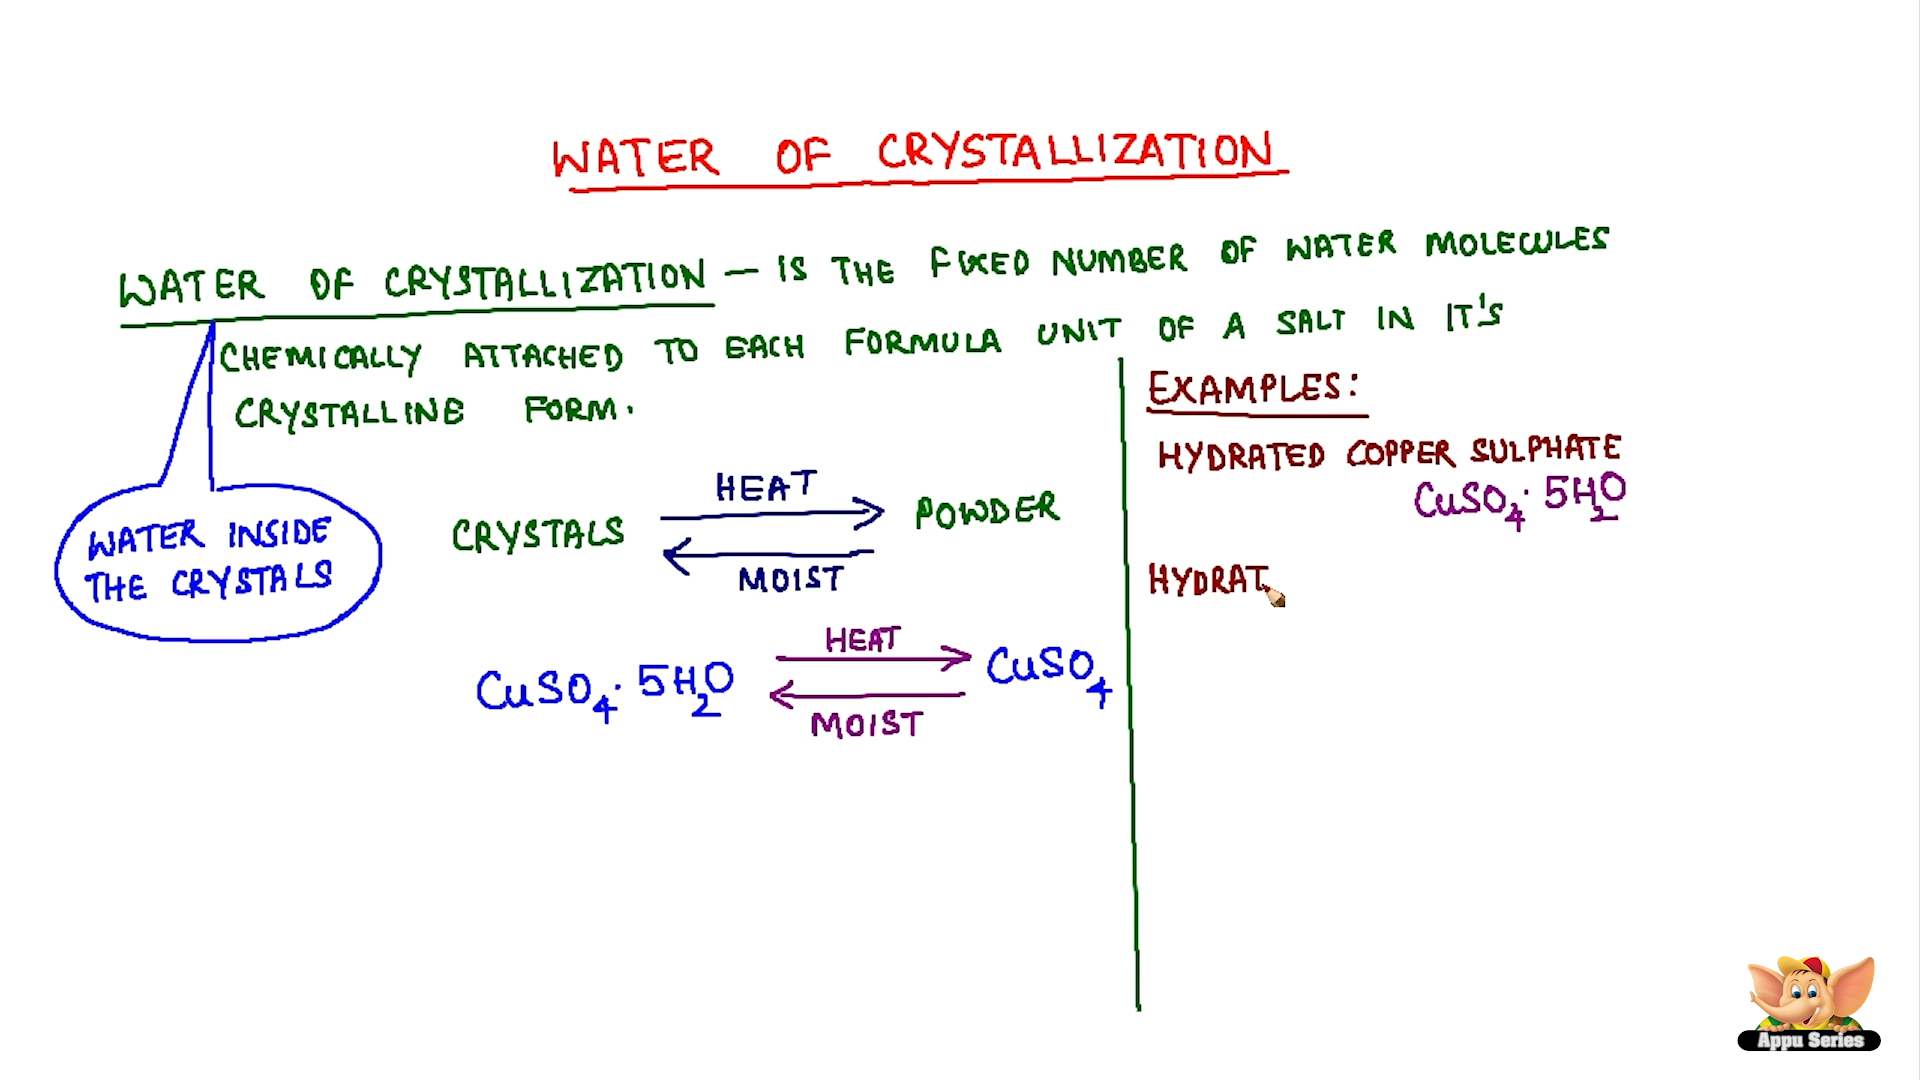 WATER OF CRYSTALLIZATION
WATER OF CRYSTALLIZATION — IS THE FIXED NUMBER OF WATER MOLECULES
CHEMICALLY ATTACHED TO EACH FORMULA UNIT OF A SALT IN IT'S
CRYSTALLINE FORM.
WATER INSIDE
THE CRYSTALS
CRYSTALS
HEAT
MOIST
POWDER
CuSO₄·5H₂O
HEAT
MOIST
CuSO₄
EXAMPLES:
HYDRATED COPPER SULPHATE
CuSO₄·5H₂O
HYDRAT
Appu Series